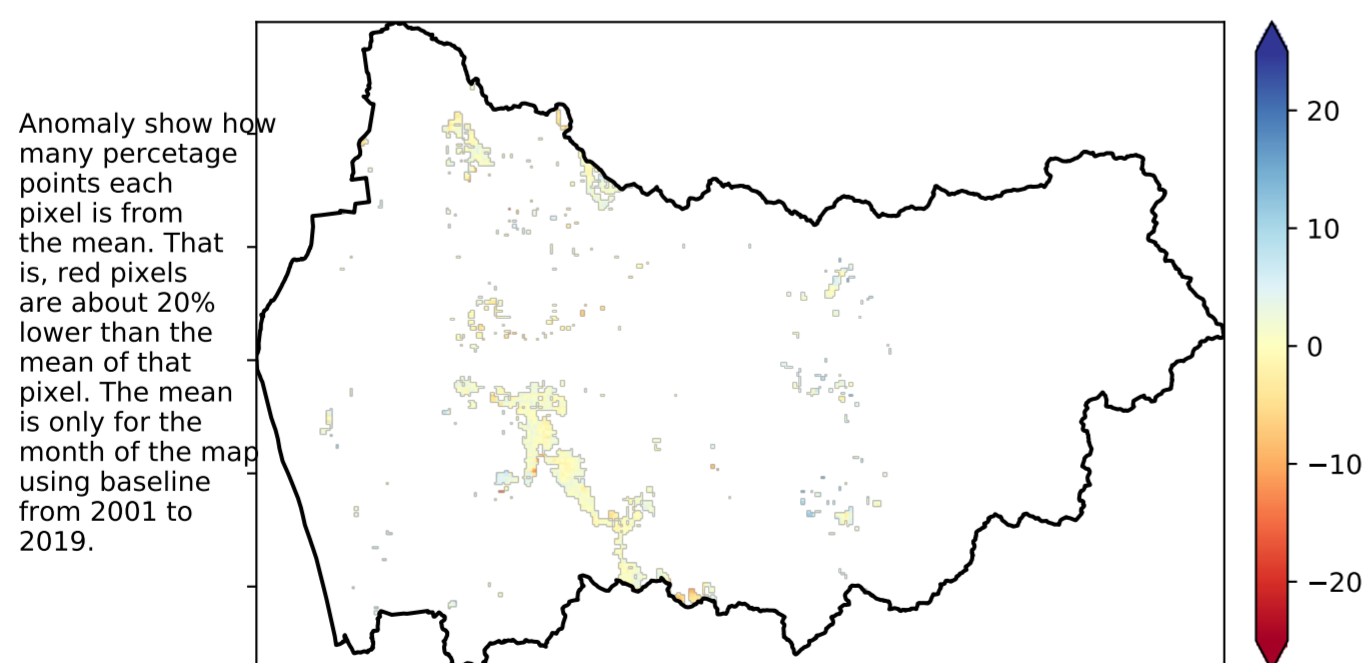 Anomaly show how
many percetage
points each
pixel is from
the mean. That
is, red pixels
are about 20%
lower than the
mean of that
pixel. The mean
is only for the
month of the map
using baseline
from 2001 to
2019.
20
10
0
−10
−20